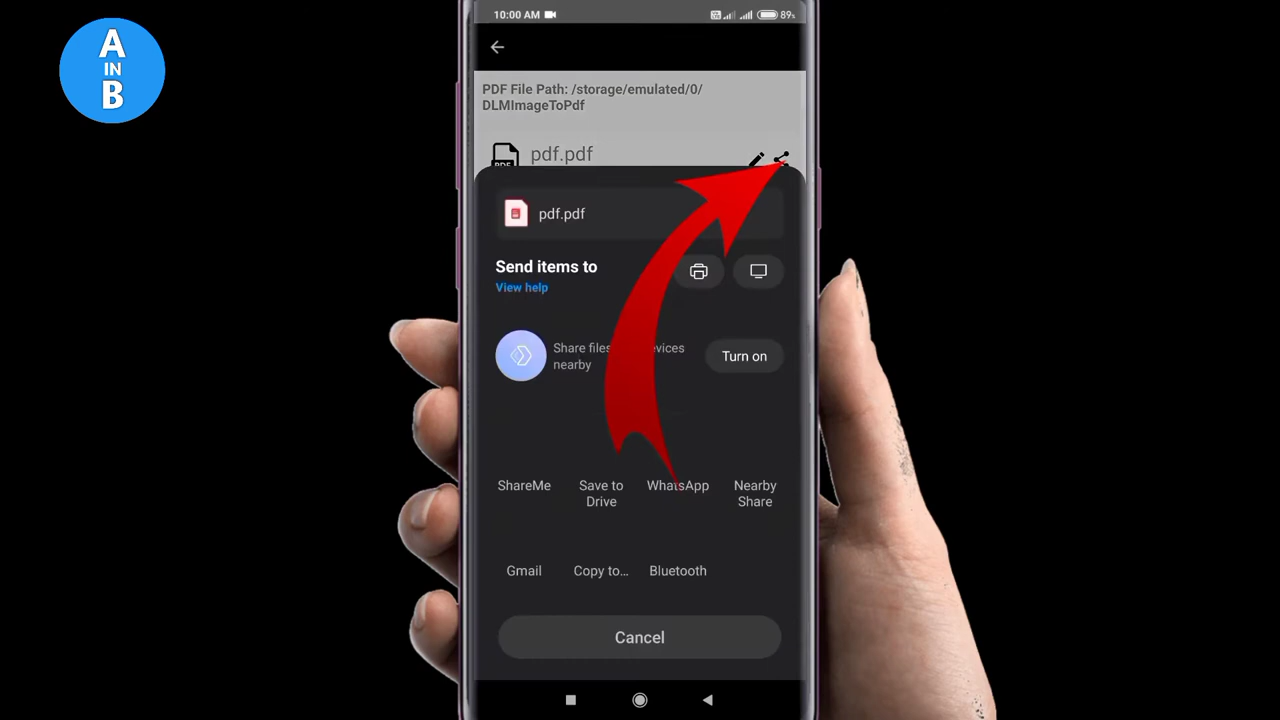 A
IN
B
10:00 AM
89%
PDF File Path: /storage/emulated/0/
DLMImageToPdf
pdf.pdf
pdf.pdf
Send items to
View help
Share files
nearby
Turn on
ShareMe
Save to
Drive
WhatsApp
Nearby
Share
Gmail
Copy to...
Bluetooth
Cancel